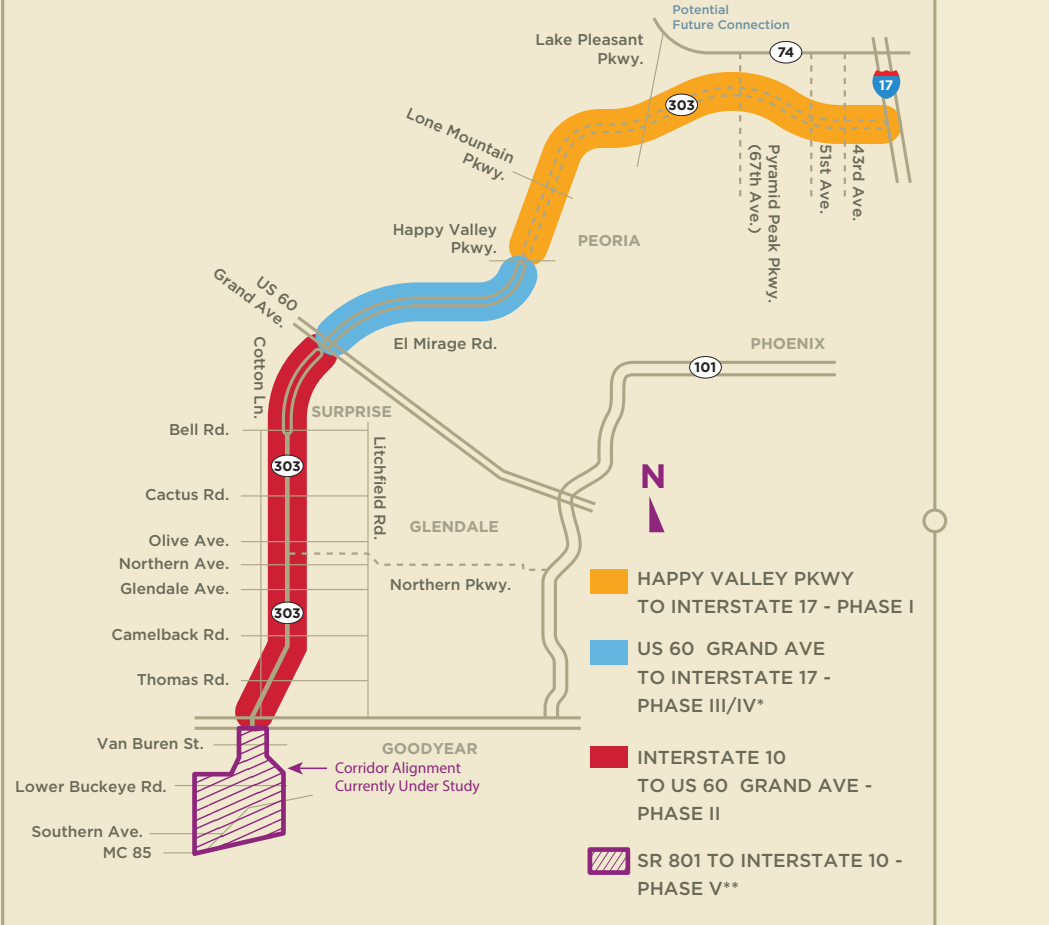 Potential
Future Connection
Lake Pleasant
Pkwy.
74
17
303
Lone Mountain
Pkwy.
Pyramid Peak Pkwy.
(67th Ave.)
51st Ave.
43rd Ave.
Happy Valley
Pkwy.
PEORIA
US 60
Grand Ave.
El Mirage Rd.
PHOENIX
101
Cotton Ln.
SURPRISE
Bell Rd.
Litchfield Rd.
303
Cactus Rd.
N
GLENDALE
Olive Ave.
Northern Ave.
Glendale Ave.
Northern Pkwy.
303
Camelback Rd.
Thomas Rd.
Van Buren St.
GOODYEAR
Corridor Alignment
Currently Under Study
Lower Buckeye Rd.
Southern Ave.
MC 85
HAPPY VALLEY PKWY
TO INTERSTATE 17 - PHASE I
US 60 GRAND AVE
TO INTERSTATE 17 -
PHASE III/IV*
INTERSTATE 10
TO US 60 GRAND AVE -
PHASE II
SR 801 TO INTERSTATE 10 -
PHASE V**